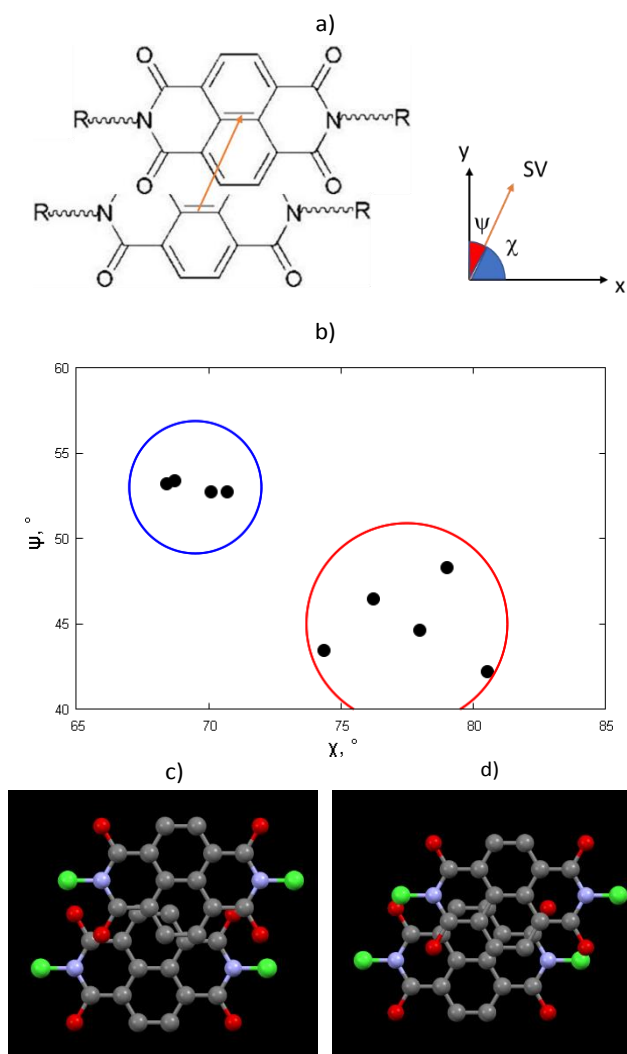 a)
O O
R N N R
O O
R N N R
O O
y
SV
ψ
χ
x
b)
60
55
50
45
40
ψ, °
65 70 75 80 85
χ, °
c) d)